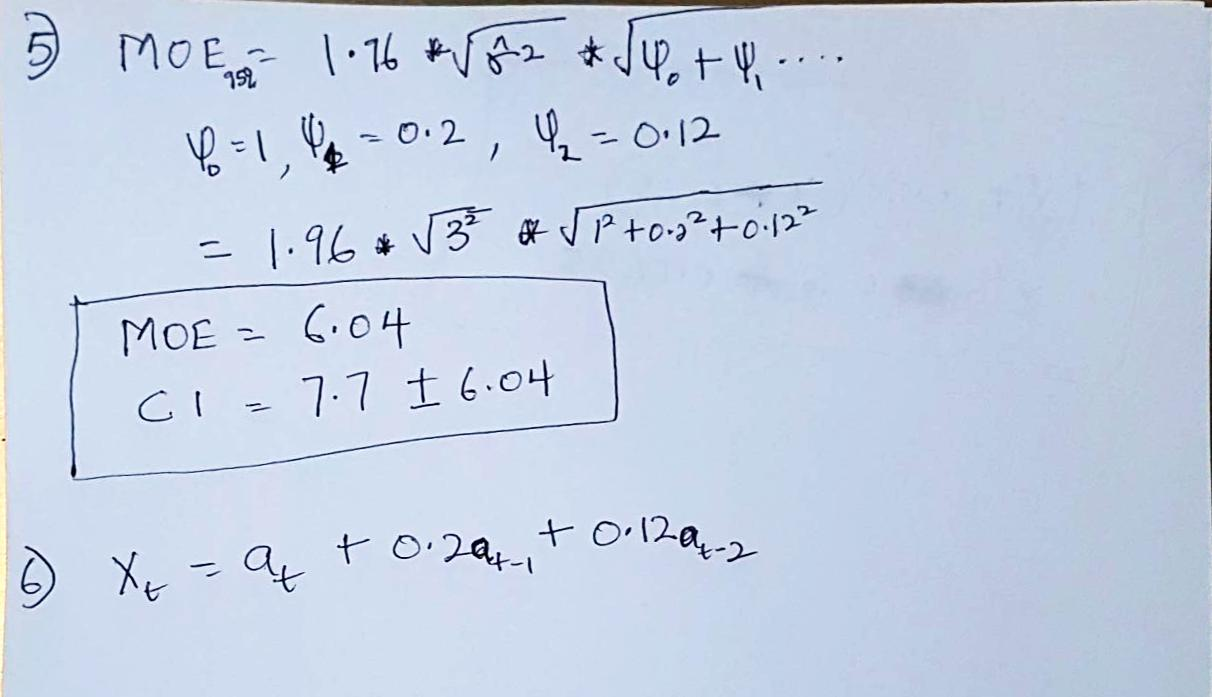 5) MOE95% = 1.76 * √σ̂2 * √ψ0 + ψ1 ....
ψ0 = 1, ψ1 = 0.2, ψ2 = 0.12
= 1.96 * √3² * √1² + 0.2² + 0.12²
MOE = 6.04
CI = 7.7 ± 6.04
6) Xt = at + 0.2at-1 + 0.12at-2